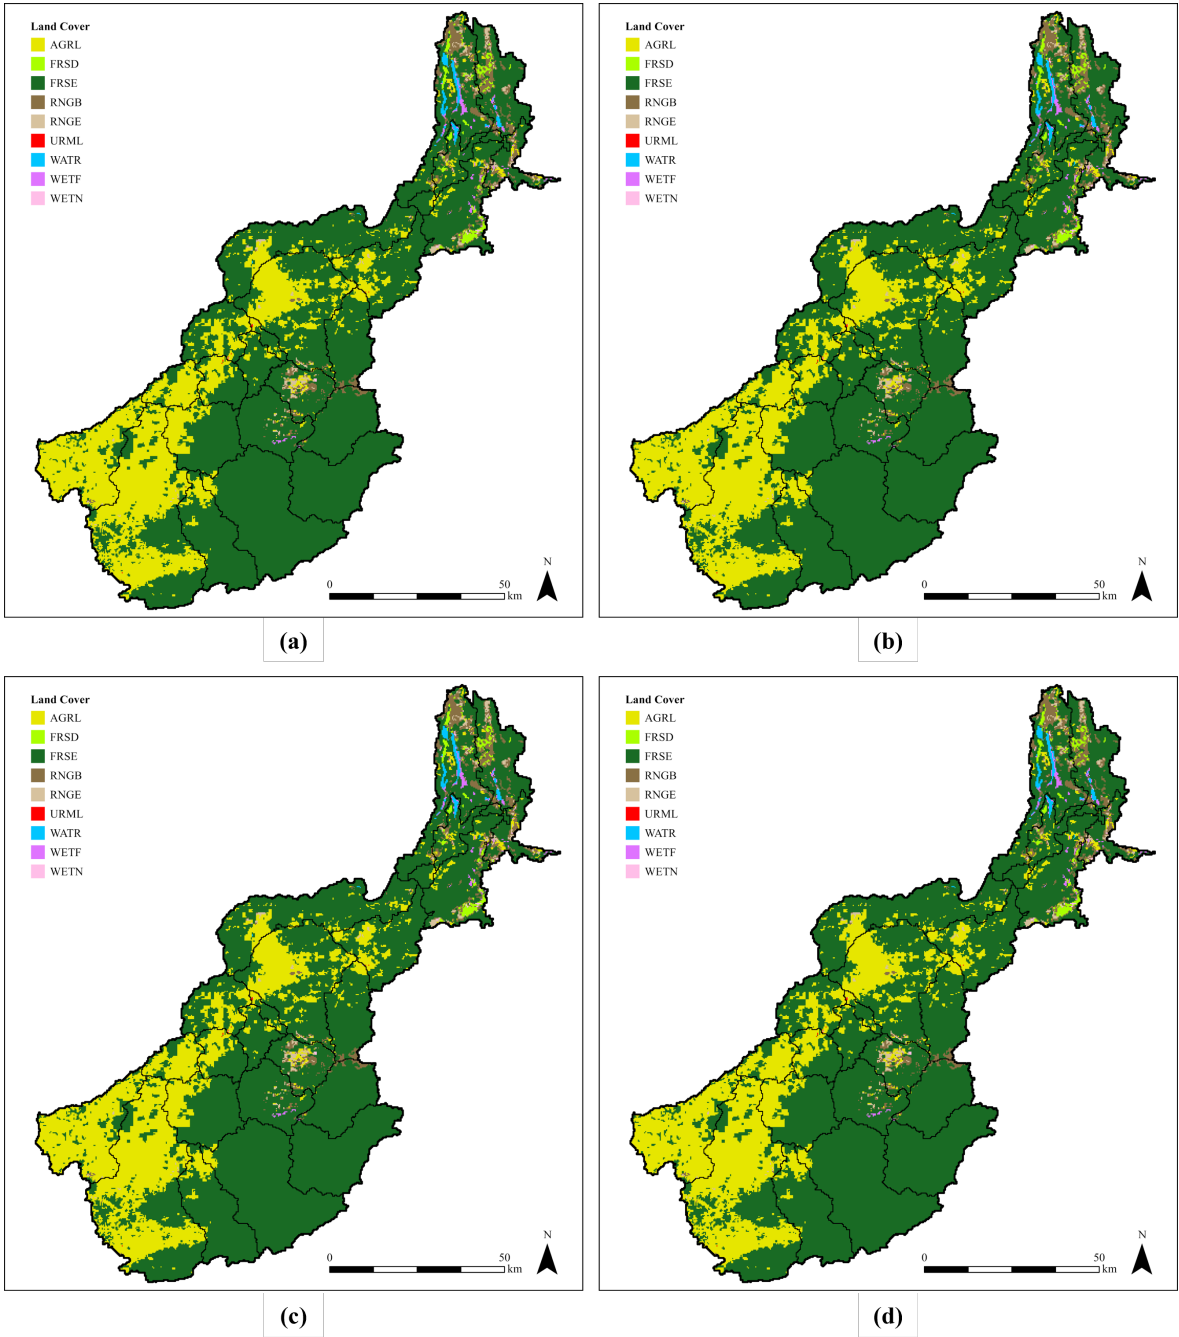 Land Cover
AGRL
FRSD
FRSE
RNGB
RNGE
URML
WATR
WETF
WETN
N
0 50
km
(a)
Land Cover
AGRL
FRSD
FRSE
RNGB
RNGE
URML
WATR
WETF
WETN
N
0 50
km
(b)
Land Cover
AGRL
FRSD
FRSE
RNGB
RNGE
URML
WATR
WETF
WETN
N
0 50
km
(c)
Land Cover
AGRL
FRSD
FRSE
RNGB
RNGE
URML
WATR
WETF
WETN
N
0 50
km
(d)